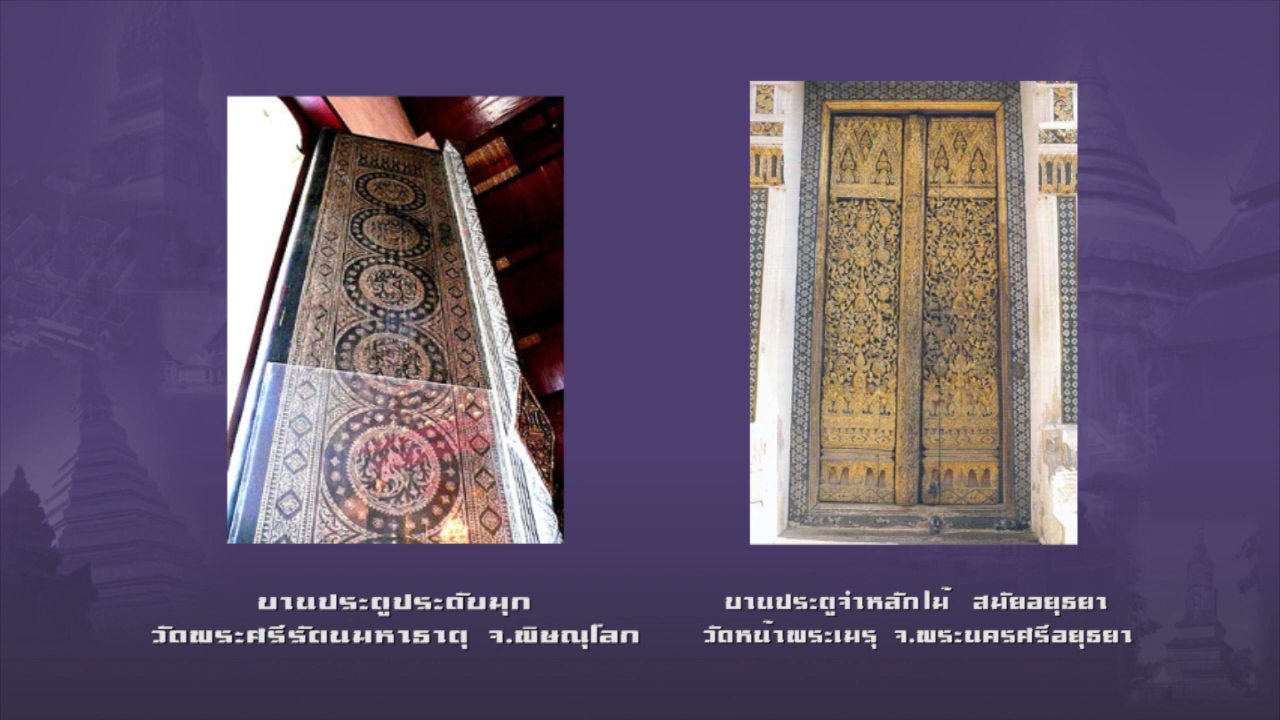 บานประตูประดับมุก
วัดพระศรีรัตนมหาธาตุ จ.พิษณุโลก
บานประตูจำหลักไม้ สมัยอยุธยา
วัดหน้าพระเมรุ จ.พระนครศรีอยุธยา